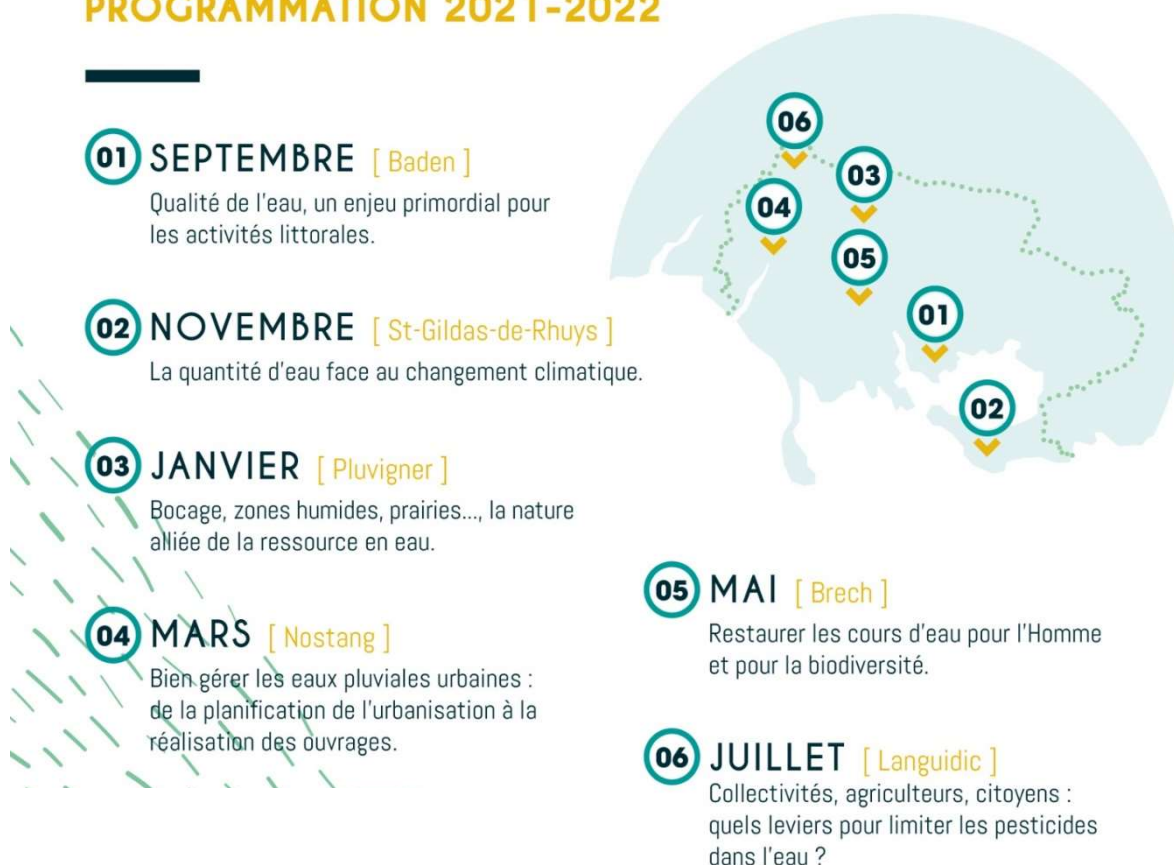 PROGRAMMATION 2021-2022
01 SEPTEMBRE [ Baden ]
Qualité de l'eau, un enjeu primordial pour
les activités littorales.
02 NOVEMBRE [ St-Gildas-de-Rhuys ]
La quantité d'eau face au changement climatique.
03 JANVIER [ Pluvigner ]
Bocage, zones humides, prairies..., la nature
alliée de la ressource en eau.
04 MARS [ Nostang ]
Bien gérer les eaux pluviales urbaines :
de la planification de l'urbanisation à la
réalisation des ouvrages.
05 MAI [ Brech ]
Restaurer les cours d'eau pour l'Homme
et pour la biodiversité.
06 JUILLET [ Languidic ]
Collectivités, agriculteurs, citoyens :
quels leviers pour limiter les pesticides
dans l'eau ?
06
03
04
05
01
02